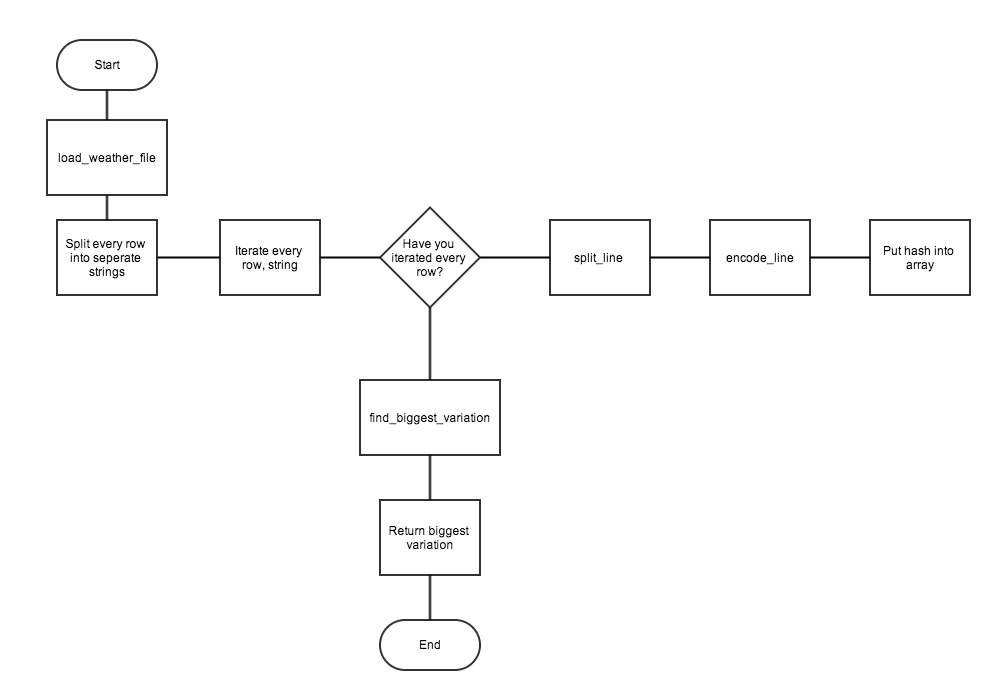 Start
load_weather_file
Split every row
into seperate
strings
Iterate every
row, string
Have you
iterated every
row?
split_line
encode_line
Put hash into
array
find_biggest_variation
Return biggest
variation
End